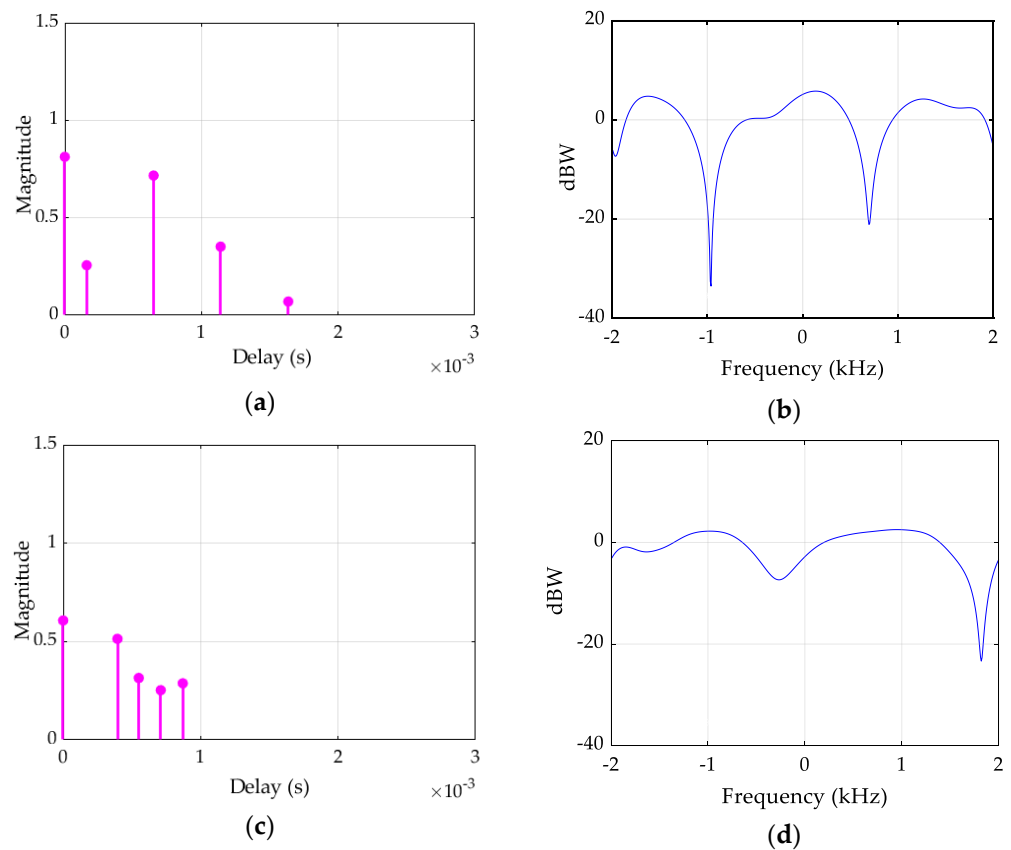 1.5
1
0.5
0
Magnitude
0 1 2 3
Delay (s)
×10-3
(a)
20
0
-20
-40
dBW
-2 -1 0 1 2
Frequency (kHz)
(b)
1.5
1
0.5
0
Magnitude
0 1 2 3
Delay (s)
×10-3
(c)
20
0
-20
-40
dBW
-2 -1 0 1 2
Frequency (kHz)
(d)